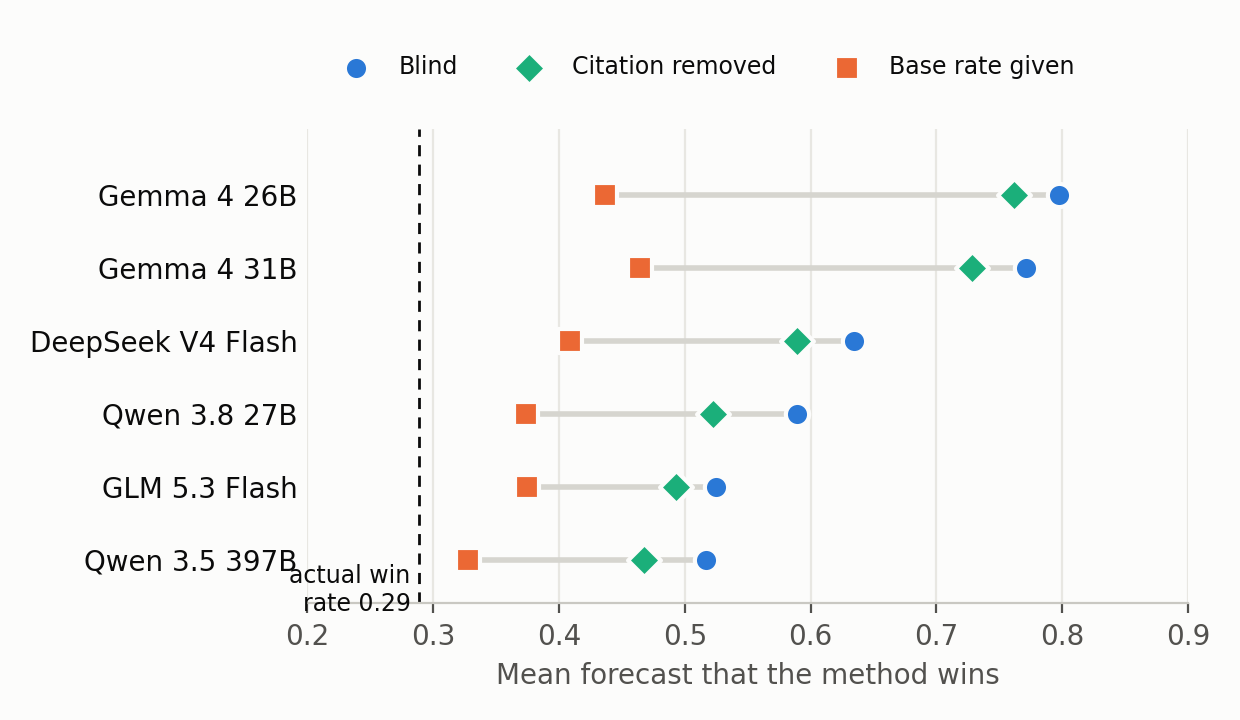 Blind Citation removed Base rate given
Gemma 4 26B
Gemma 4 31B
DeepSeek V4 Flash
Qwen 3.8 27B
GLM 5.3 Flash
Qwen 3.5 397B
actual win
rate 0.29
0.2 0.3 0.4 0.5 0.6 0.7 0.8 0.9
Mean forecast that the method wins